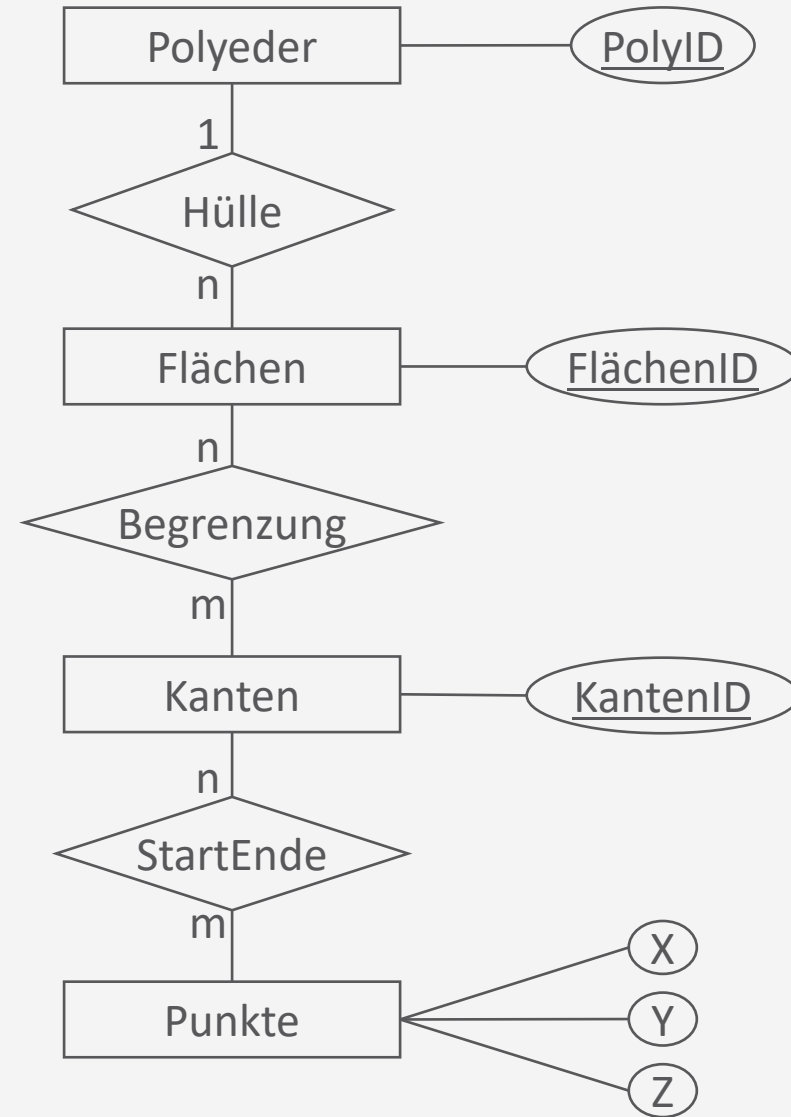 Polyeder
PolyID
1
Hülle
n
Flächen
FlächenID
n
Begrenzung
m
Kanten
KantenID
n
StartEnde
m
X
Punkte
Y
Z